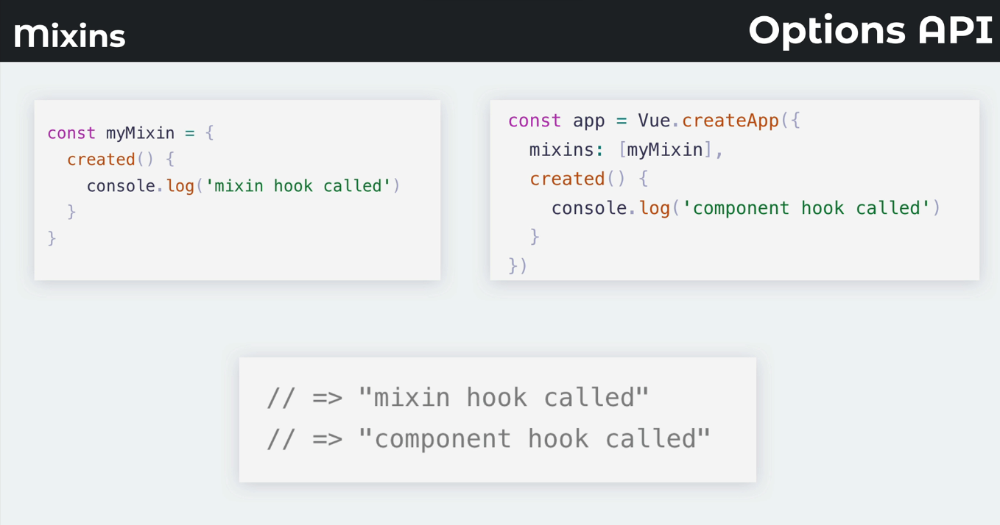 mixins
Options API
const myMixin = {
  created() {
    console.log('mixin hook called')
  }
}
const app = Vue.createApp({
  mixins: [myMixin],
  created() {
    console.log('component hook called')
  }
})
// => "mixin hook called"
// => "component hook called"